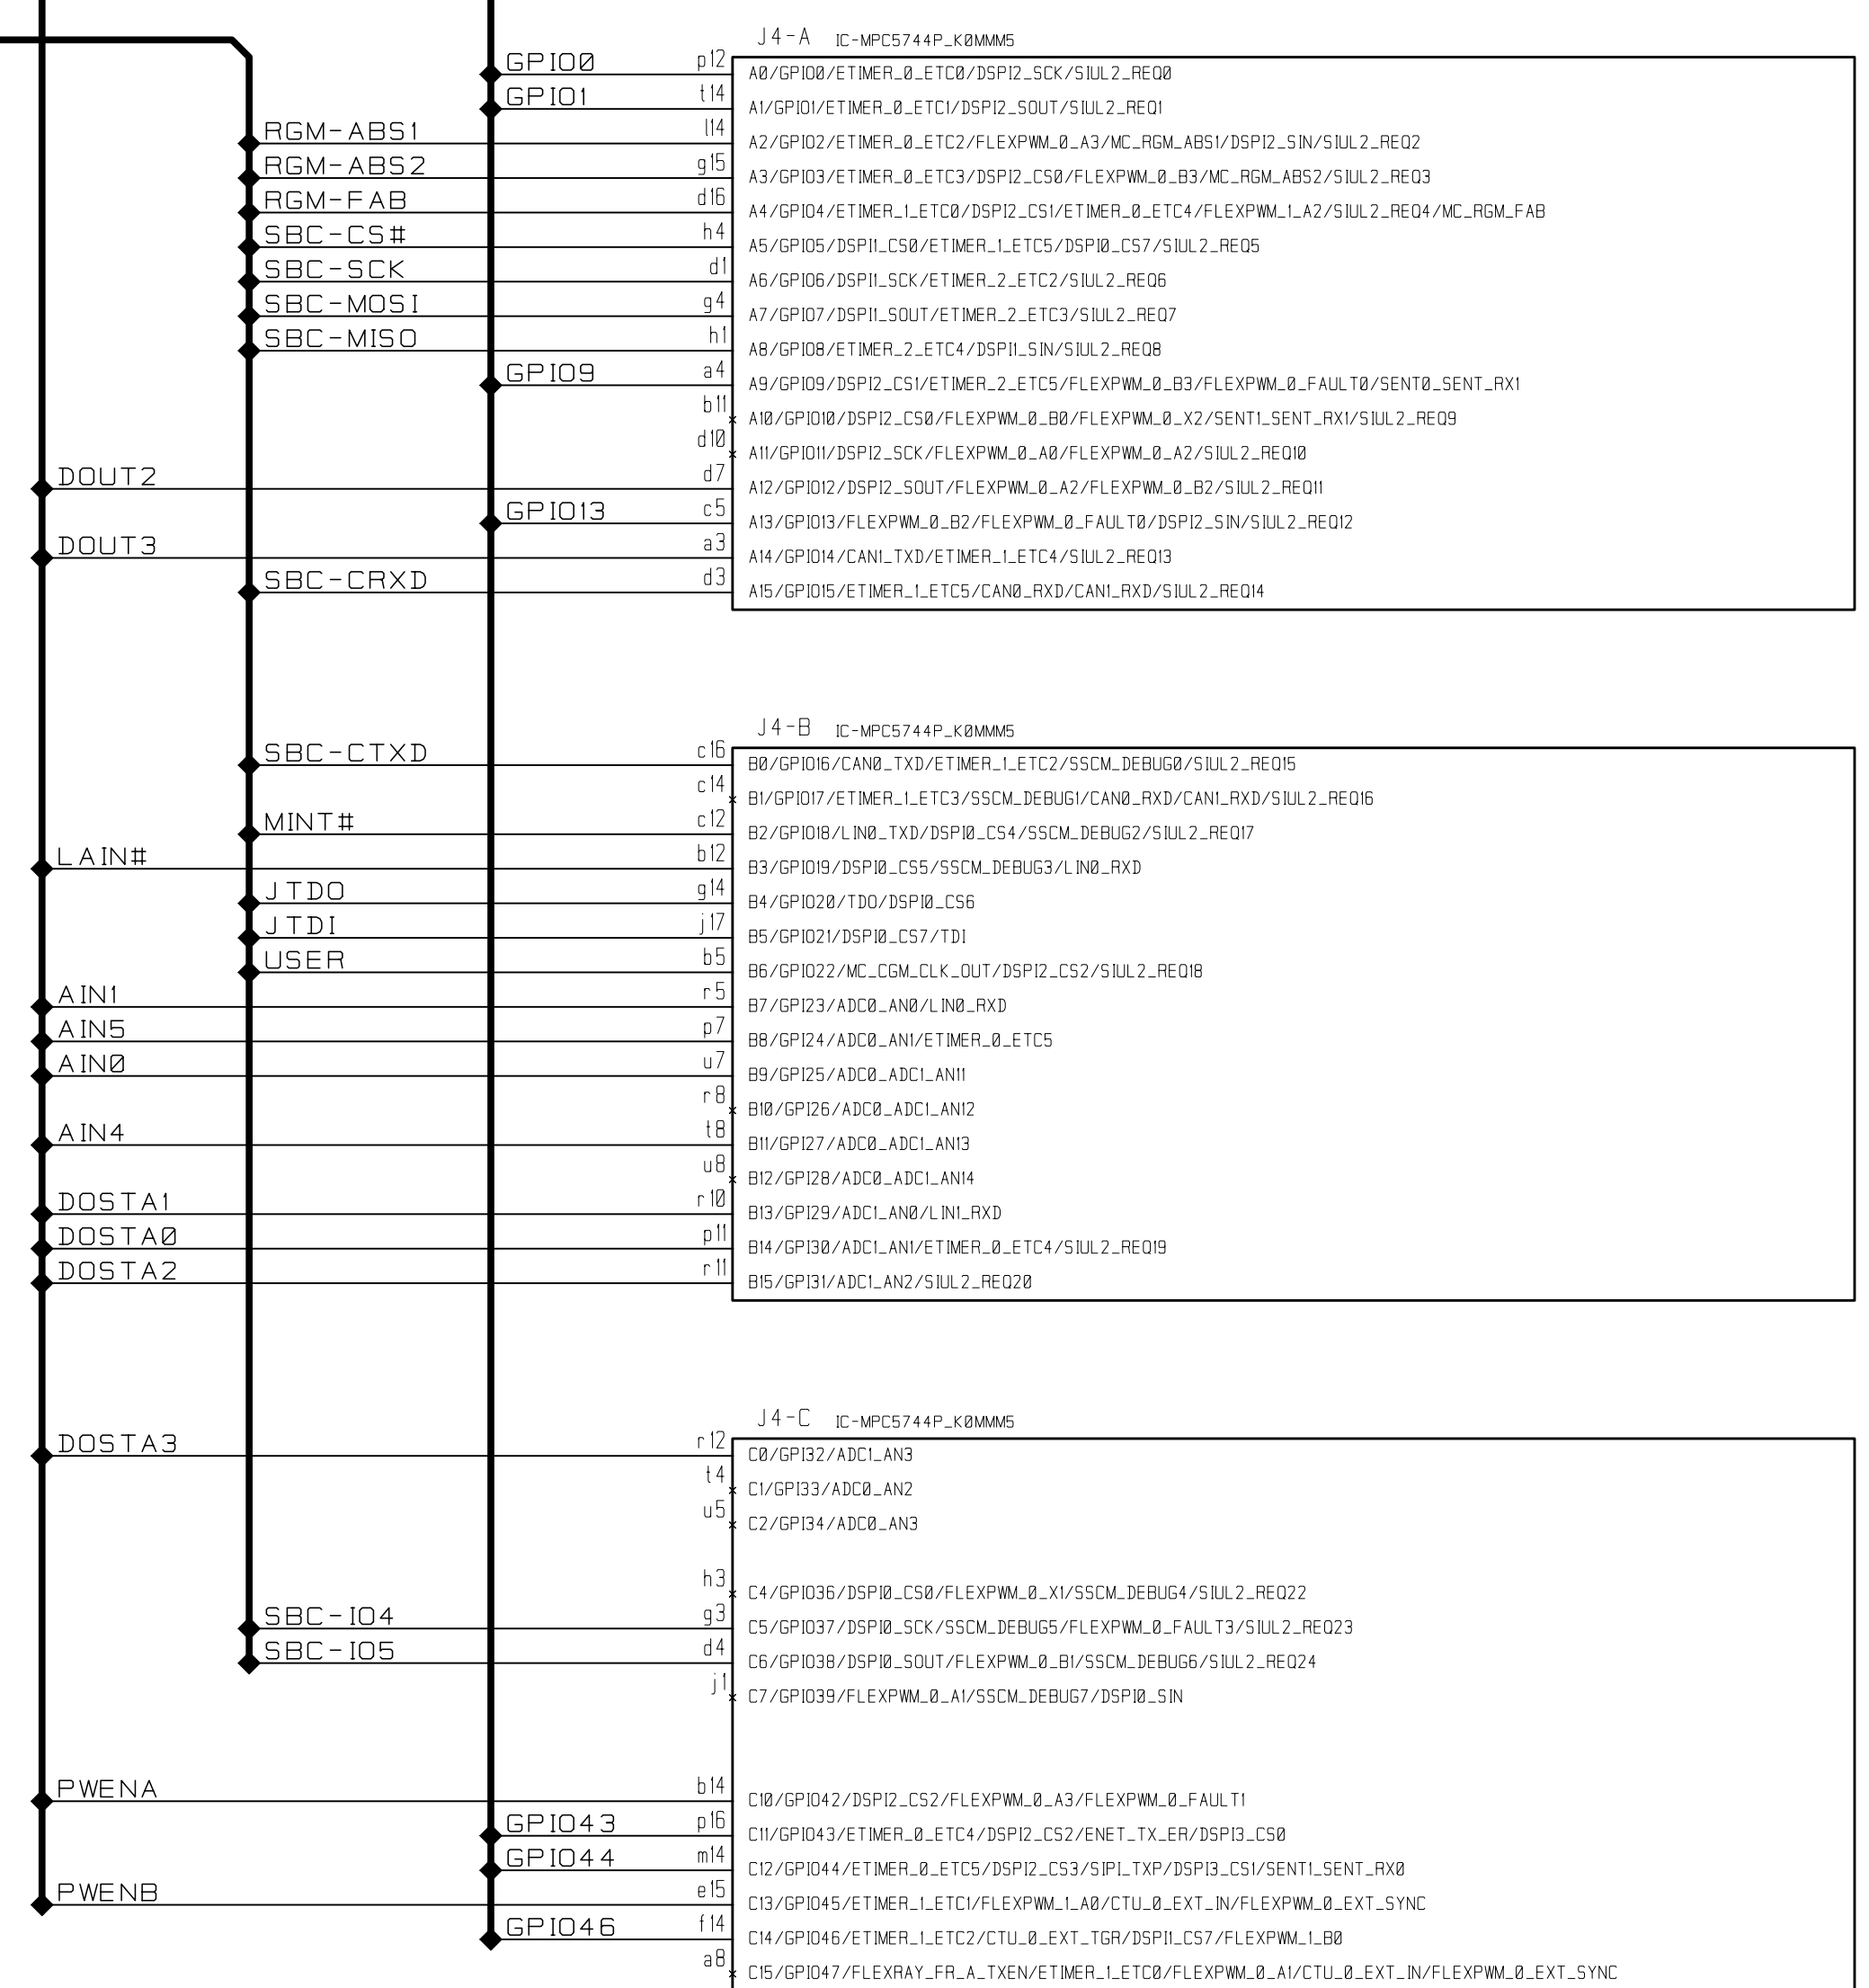 J4-A IC-MPC5744P_K0MMM5
GPIO0 p12 A0/GPIO0/ETIMER_0_ETC0/DSPI2_SCK/SIUL2_REQ0
GPIO1 t14 A1/GPIO1/ETIMER_0_ETC1/DSPI2_SOUT/SIUL2_REQ1
RGM-ABS1 l14 A2/GPIO2/ETIMER_0_ETC2/FLEXPWM_0_A3/MC_RGM_ABS1/DSPI2_SIN/SIUL2_REQ2
RGM-ABS2 g15 A3/GPIO3/ETIMER_0_ETC3/DSPI2_CS0/FLEXPWM_0_B3/MC_RGM_ABS2/SIUL2_REQ3
RGM-FAB d16 A4/GPIO4/ETIMER_1_ETC0/DSPI2_CS1/ETIMER_0_ETC4/FLEXPWM_1_A2/SIUL2_REQ4/MC_RGM_FAB
SBC-CS# h4 A5/GPIO5/DSPI1_CS0/ETIMER_1_ETC5/DSPI0_CS7/SIUL2_REQ5
SBC-SCK d1 A6/GPIO6/DSPI1_SCK/ETIMER_2_ETC2/SIUL2_REQ6
SBC-MOSI g4 A7/GPIO7/DSPI1_SOUT/ETIMER_2_ETC3/SIUL2_REQ7
SBC-MISO h1 A8/GPIO8/ETIMER_2_ETC4/DSPI1_SIN/SIUL2_REQ8
GPIO9 a4 A9/GPIO9/DSPI2_CS1/ETIMER_2_ETC5/FLEXPWM_0_B3/FLEXPWM_0_FAULT0/SENT0_SENT_RX1
b11 A10/GPIO10/DSPI2_CS0/FLEXPWM_0_B0/FLEXPWM_0_X2/SENT1_SENT_RX1/SIUL2_REQ9
d10 A11/GPIO11/DSPI2_SCK/FLEXPWM_0_A0/FLEXPWM_0_A2/SIUL2_REQ10
DOUT2 d7 A12/GPIO12/DSPI2_SOUT/FLEXPWM_0_A2/FLEXPWM_0_B2/SIUL2_REQ11
GPIO13 c5 A13/GPIO13/FLEXPWM_0_B2/FLEXPWM_0_FAULT0/DSPI2_SIN/SIUL2_REQ12
DOUT3 a3 A14/GPIO14/CAN1_TXD/ETIMER_1_ETC4/SIUL2_REQ13
SBC-CRXD d3 A15/GPIO15/ETIMER_1_ETC5/CAN0_RXD/CAN1_RXD/SIUL2_REQ14
J4-B IC-MPC5744P_K0MMM5
SBC-CTXD c16 B0/GPIO16/CAN0_TXD/ETIMER_1_ETC2/SSCM_DEBUG0/SIUL2_REQ15
c14 B1/GPIO17/ETIMER_1_ETC3/SSCM_DEBUG1/CAN0_RXD/CAN1_RXD/SIUL2_REQ16
MINT# c12 B2/GPIO18/LIN0_TXD/DSPI0_CS4/SSCM_DEBUG2/SIUL2_REQ17
LAIN# b12 B3/GPIO19/DSPI0_CS5/SSCM_DEBUG3/LIN0_RXD
JTDO g14 B4/GPIO20/TDO/DSPI0_CS6
JTDI j17 B5/GPIO21/DSPI0_CS7/TDI
USER b5 B6/GPIO22/MC_CGM_CLK_OUT/DSPI2_CS2/SIUL2_REQ18
AIN1 r5 B7/GPI23/ADC0_AN0/LIN0_RXD
AIN5 p7 B8/GPI24/ADC0_AN1/ETIMER_0_ETC5
AIN0 u7 B9/GPI25/ADC0_ADC1_AN11
r8 B10/GPI26/ADC0_ADC1_AN12
AIN4 t8 B11/GPI27/ADC0_ADC1_AN13
u8 B12/GPI28/ADC0_ADC1_AN14
DOSTA1 r10 B13/GPI29/ADC1_AN0/LIN1_RXD
DOSTA0 p11 B14/GPI30/ADC1_AN1/ETIMER_0_ETC4/SIUL2_REQ19
DOSTA2 r11 B15/GPI31/ADC1_AN2/SIUL2_REQ20
J4-C IC-MPC5744P_K0MMM5
DOSTA3 r12 C0/GPI32/ADC1_AN3
t4 C1/GPI33/ADC0_AN2
u5 C2/GPI34/ADC0_AN3
h3 C4/GPIO36/DSPI0_CS0/FLEXPWM_0_X1/SSCM_DEBUG4/SIUL2_REQ22
SBC-IO4 g3 C5/GPIO37/DSPI0_SCK/SSCM_DEBUG5/FLEXPWM_0_FAULT3/SIUL2_REQ23
SBC-IO5 d4 C6/GPIO38/DSPI0_SOUT/FLEXPWM_0_B1/SSCM_DEBUG6/SIUL2_REQ24
j1 C7/GPIO39/FLEXPWM_0_A1/SSCM_DEBUG7/DSPI0_SIN
PWENA b14 C10/GPIO42/DSPI2_CS2/FLEXPWM_0_A3/FLEXPWM_0_FAULT1
GPIO43 p16 C11/GPIO43/ETIMER_0_ETC4/DSPI2_CS2/ENET_TX_ER/DSPI3_CS0
GPIO44 m14 C12/GPIO44/ETIMER_0_ETC5/DSPI2_CS3/SIPI_TXP/DSPI3_CS1/SENT1_SENT_RX0
PWENB e15 C13/GPIO45/ETIMER_1_ETC1/FLEXPWM_1_A0/CTU_0_EXT_IN/FLEXPWM_0_EXT_SYNC
GPIO46 f14 C14/GPIO46/ETIMER_1_ETC2/CTU_0_EXT_TGR/DSPI1_CS7/FLEXPWM_1_B0
a8 C15/GPIO47/FLEXRAY_FR_A_TXEN/ETIMER_1_ETC0/FLEXPWM_0_A1/CTU_0_EXT_IN/FLEXPWM_0_EXT_SYNC